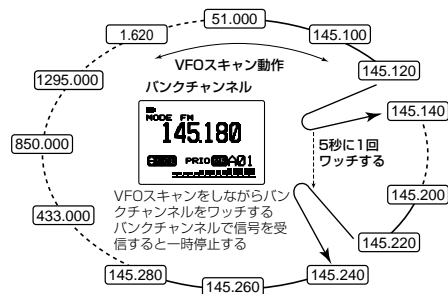 51.000
1.620
145.100
VFOスキャン動作
145.120
1295.000
バンクチャンネル
145.140
MODE FM
145.180
850.000
PRIO
A01
5秒に1回
ワッチする
145.200
VFOスキャンをしながらバン
クチャンネルをワッチする
バンクチャンネルで信号を受
信すると一時停止する
433.000
145.220
145.280
145.240
145.260